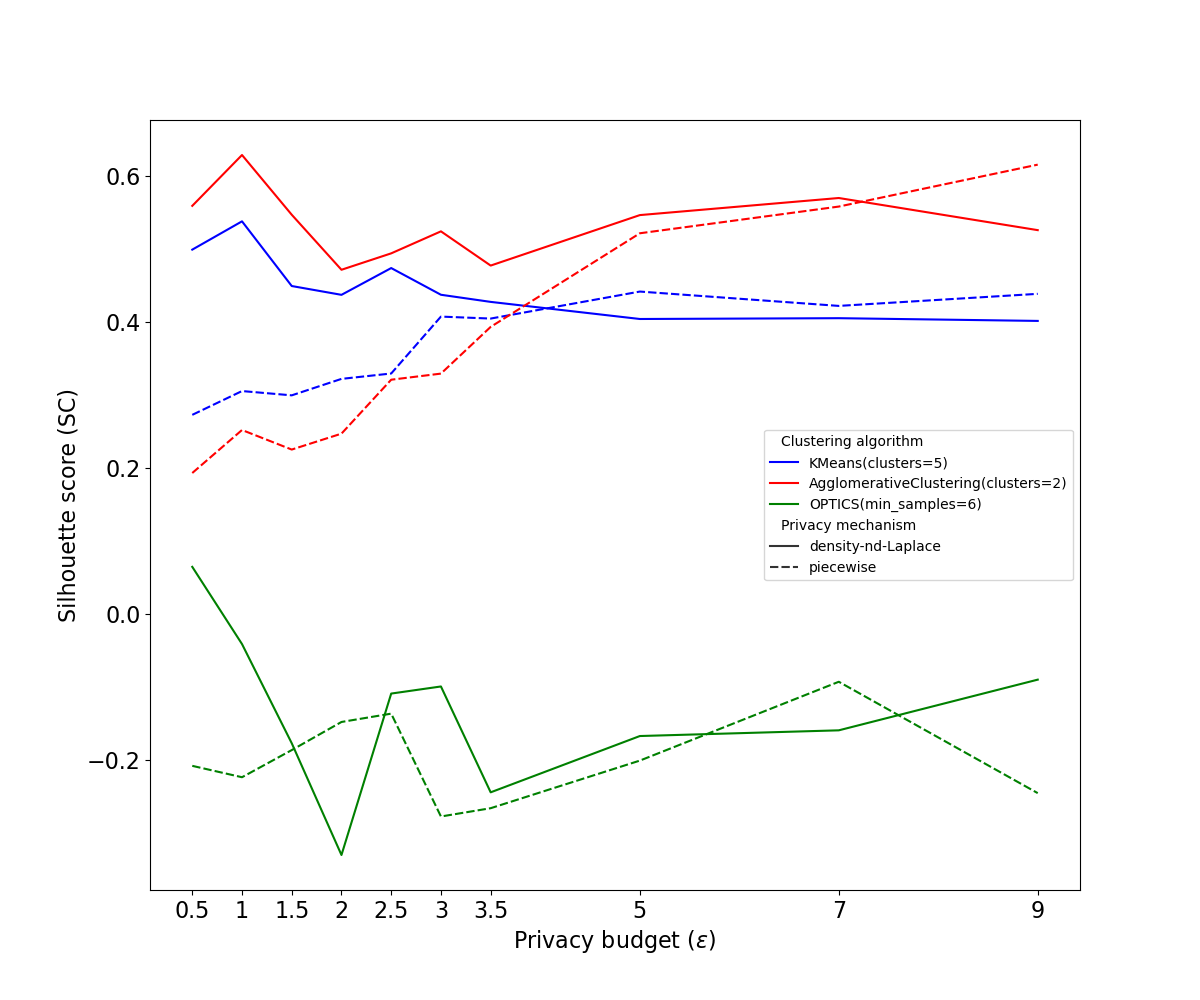 0.6
0.4
0.2
0.0
−0.2
Silhouette score (SC)
Clustering algorithm
KMeans(clusters=5)
AgglomerativeClustering(clusters=2)
OPTICS(min_samples=6)
Privacy mechanism
density-nd-Laplace
piecewise
0.5 1 1.5 2 2.5 3 3.5 5 7 9
Privacy budget (ε)